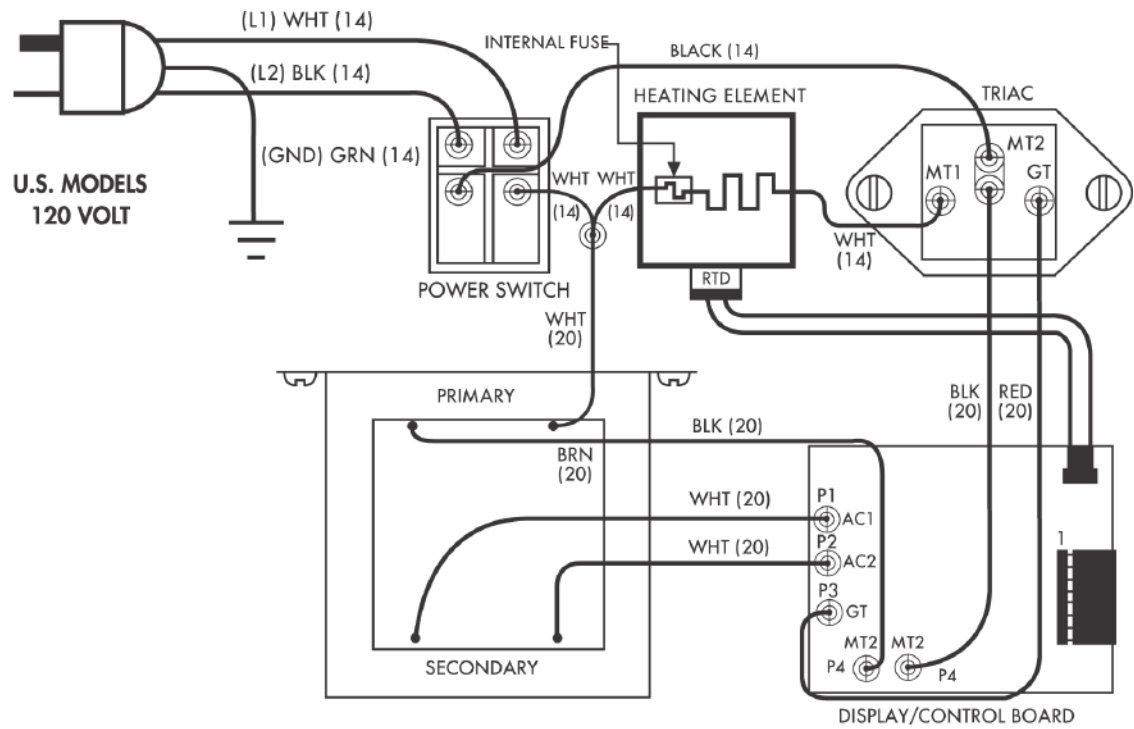 (L1) WHT (14)
INTERNAL FUSE
BLACK (14)
(L2) BLK (14)
HEATING ELEMENT
TRIAC
(GND) GRN (14)
MT2
WHT WHT
MT1
GT
U.S. MODELS
120 VOLT
(14) (14)
WHT
(14)
RTD
POWER SWITCH
WHT
(20)
PRIMARY
BLK
(20)
RED
(20)
BLK (20)
BRN
(20)
P1
WHT (20)
AC1
P2
WHT (20)
AC2
1
P3
GT
MT2 MT2
P4
P4
SECONDARY
DISPLAY/CONTROL BOARD